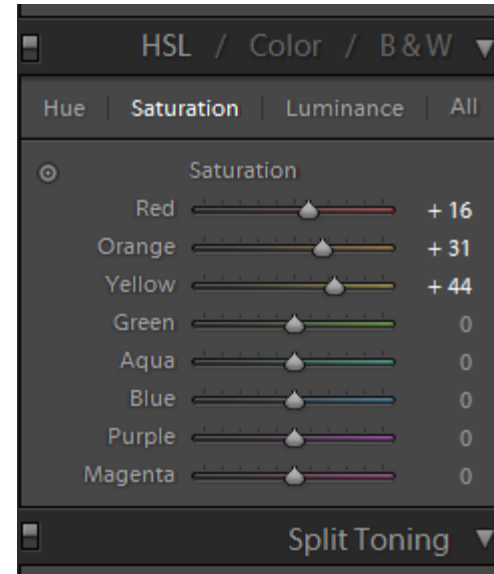 HSL / Color / B & W
Hue | Saturation | Luminance | All
Saturation
Red + 16
Orange + 31
Yellow + 44
Green 0
Aqua 0
Blue 0
Purple 0
Magenta 0
Split Toning